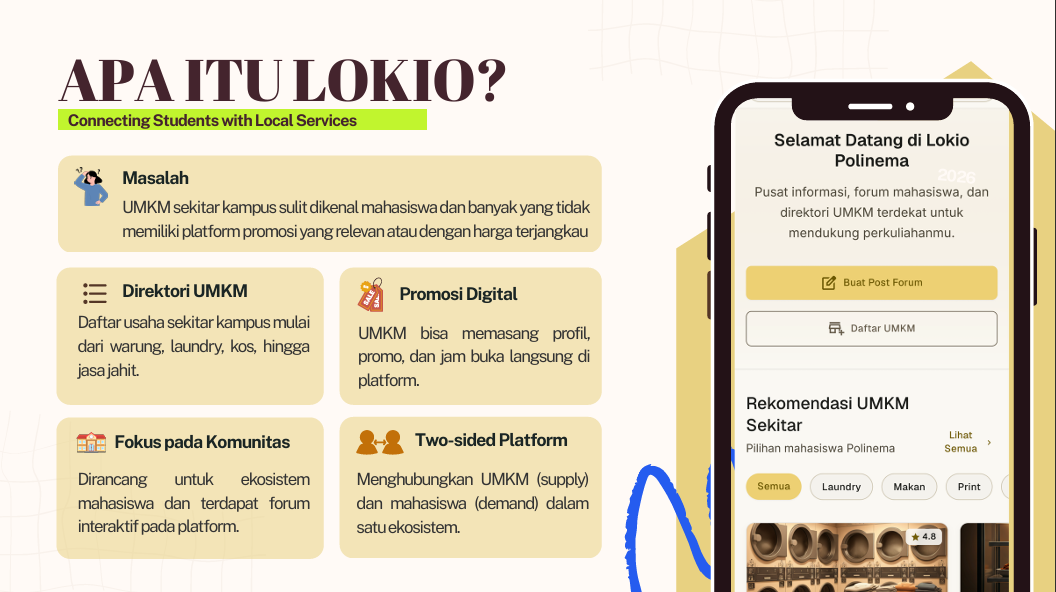 APA ITU LOKIO?
Connecting Students with Local Services
Masalah
UMKM sekitar kampus sulit dikenal mahasiswa dan banyak yang tidak
memiliki platform promosi yang relevan atau dengan harga terjangkau
Direktori UMKM
Daftar usaha sekitar kampus mulai
dari warung, laundry, kos, hingga
jasa jahit.
Promosi Digital
SALE
UMKM bisa memasang profil,
promo, dan jam buka langsung di
platform.
Fokus pada Komunitas
Dirancang untuk ekosistem
mahasiswa dan terdapat forum
interaktif pada platform.
Two-sided Platform
Menghubungkan UMKM (supply)
dan mahasiswa (demand) dalam
satu ekosistem.
Selamat Datang di Lokio
Polinema
2026
Pusat informasi, forum mahasiswa, dan
direktori UMKM terdekat untuk
mendukung perkuliahanmu.
Buat Post Forum
Daftar UMKM
Rekomendasi UMKM
Sekitar
Pilihan mahasiswa Polinema
Lihat
Semua ›
Semua
Laundry
Makan
Print
★ 4.8